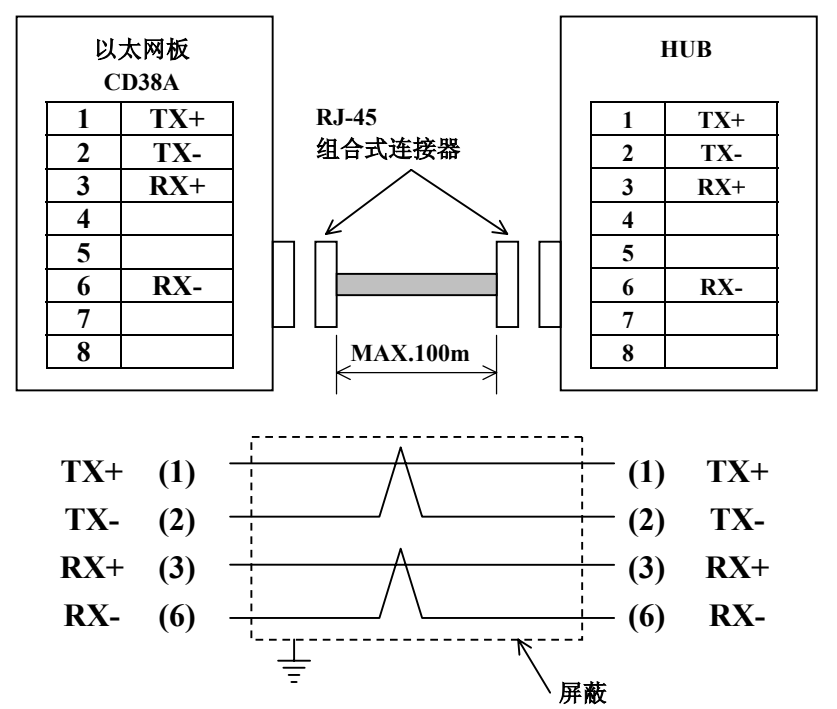 以太网板
CD38A
1 TX+
2 TX-
3 RX+
4
5
6 RX-
7
8
RJ-45
组合式连接器
MAX.100m
HUB
1 TX+
2 TX-
3 RX+
4
5
6 RX-
7
8
TX+ (1) (1) TX+
TX- (2) (2) TX-
RX+ (3) (3) RX+
RX- (6) (6) RX-
屏蔽